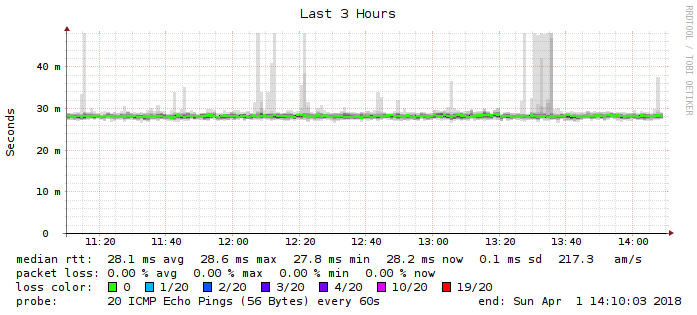 Last 3 Hours
RRDTOOL / TOBI OETIKER
Seconds
40 m
30 m
20 m
10 m
0
11:20 11:40 12:00 12:20 12:40 13:00 13:20 13:40 14:00
median rtt: 28.1 ms avg 28.6 ms max 27.8 ms min 28.2 ms now 0.1 ms sd 217.3 am/s
packet loss: 0.00 % avg 0.00 % max 0.00 % min 0.00 % now
loss color: 0 1/20 2/20 3/20 4/20 10/20 19/20
probe: 20 ICMP Echo Pings (56 Bytes) every 60s end: Sun Apr 1 14:10:03 2018